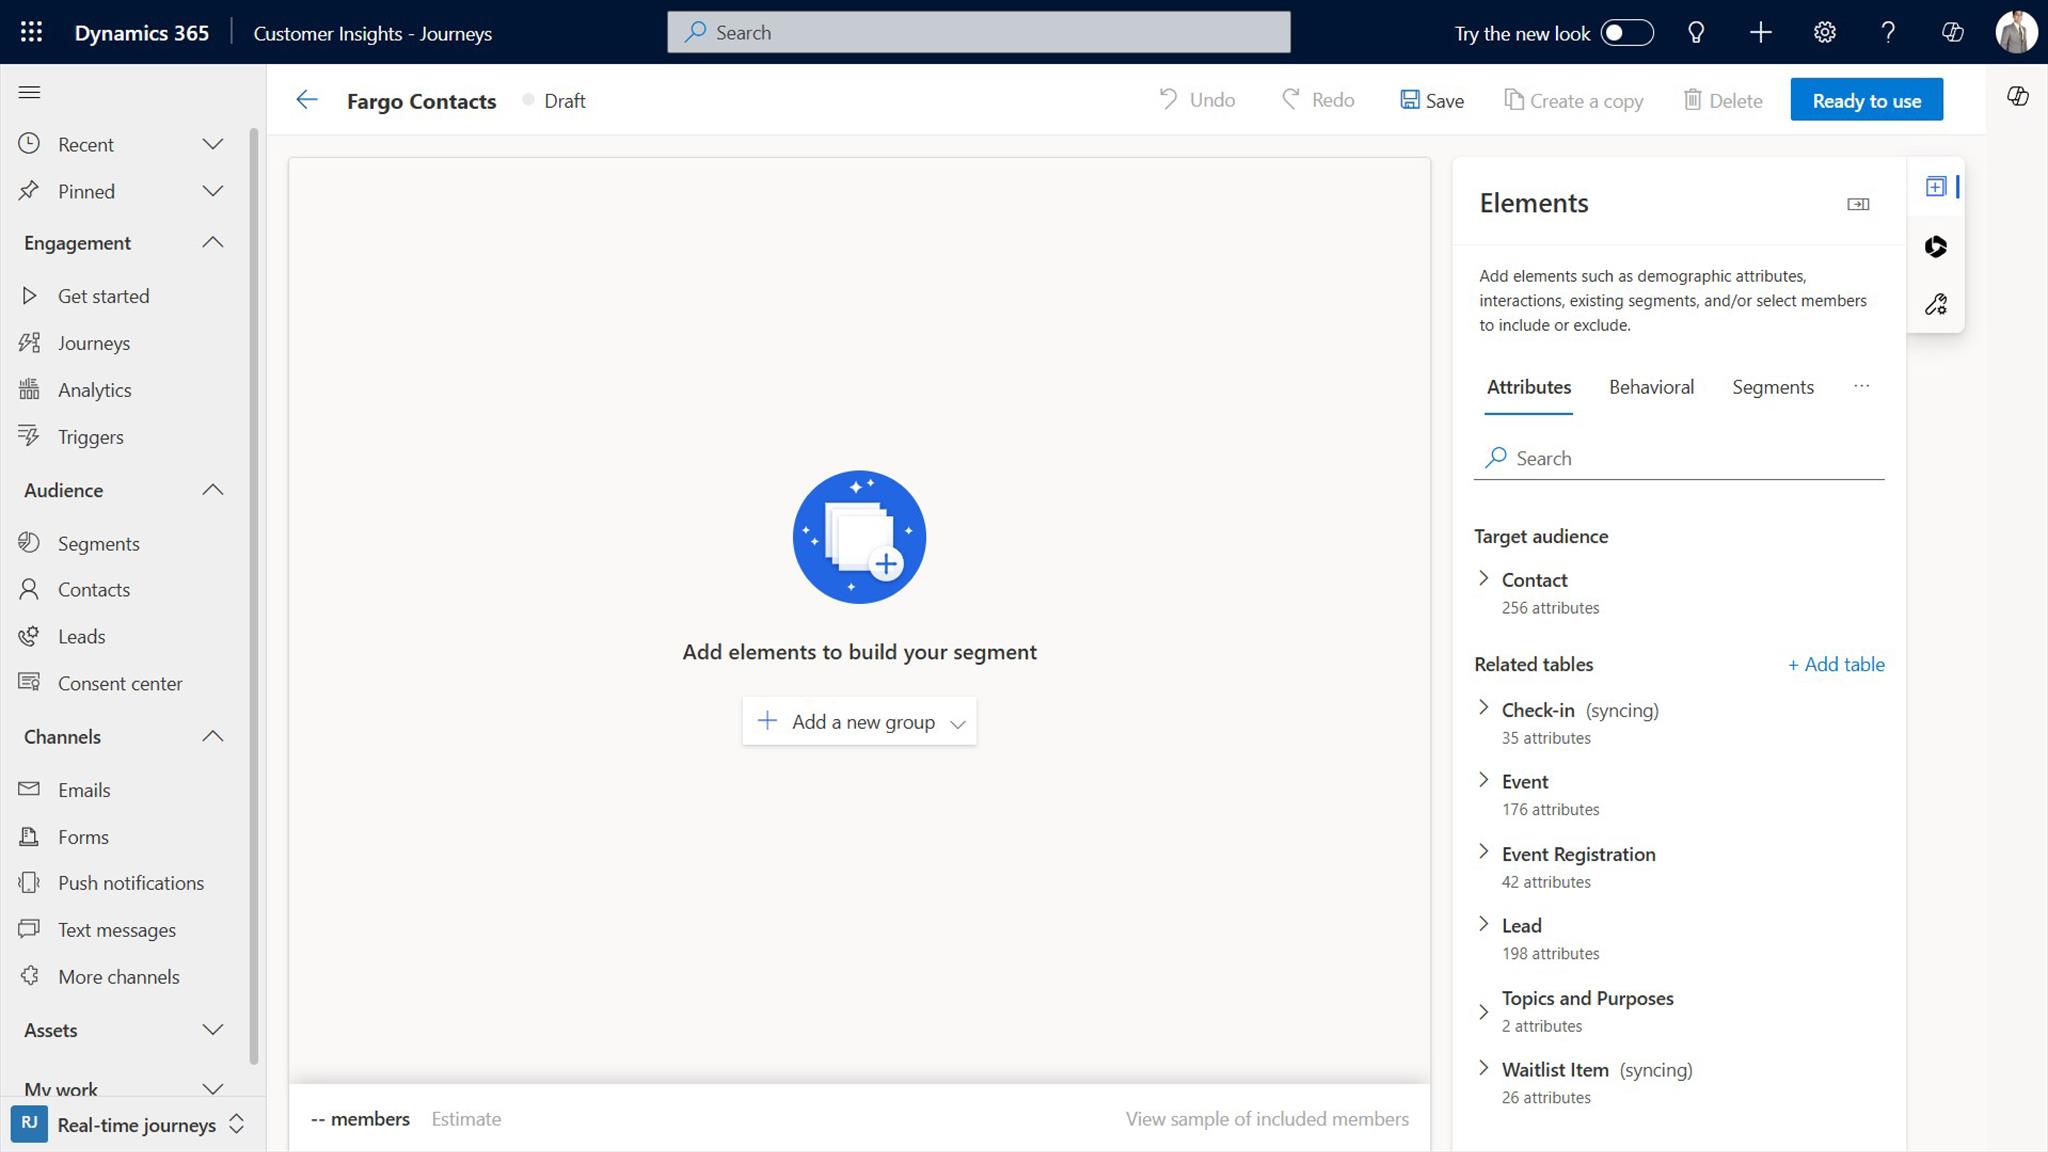 Dynamics 365
Customer Insights - Journeys
Search
Try the new look
Recent
Pinned
Engagement
Get started
Journeys
Analytics
Triggers
Audience
Segments
Contacts
Leads
Consent center
Channels
Emails
Forms
Push notifications
Text messages
More channels
Assets
My work
RJ
Real-time journeys
Fargo Contacts
Draft
Undo
Redo
Save
Create a copy
Delete
Ready to use
Add elements to build your segment
Add a new group
-- members
Estimate
View sample of included members
Elements
Add elements such as demographic attributes,
interactions, existing segments, and/or select members
to include or exclude.
Attributes
Behavioral
Segments
...
Search
Target audience
Contact
256 attributes
Related tables
+ Add table
Check-in (syncing)
35 attributes
Event
176 attributes
Event Registration
42 attributes
Lead
198 attributes
Topics and Purposes
2 attributes
Waitlist Item (syncing)
26 attributes